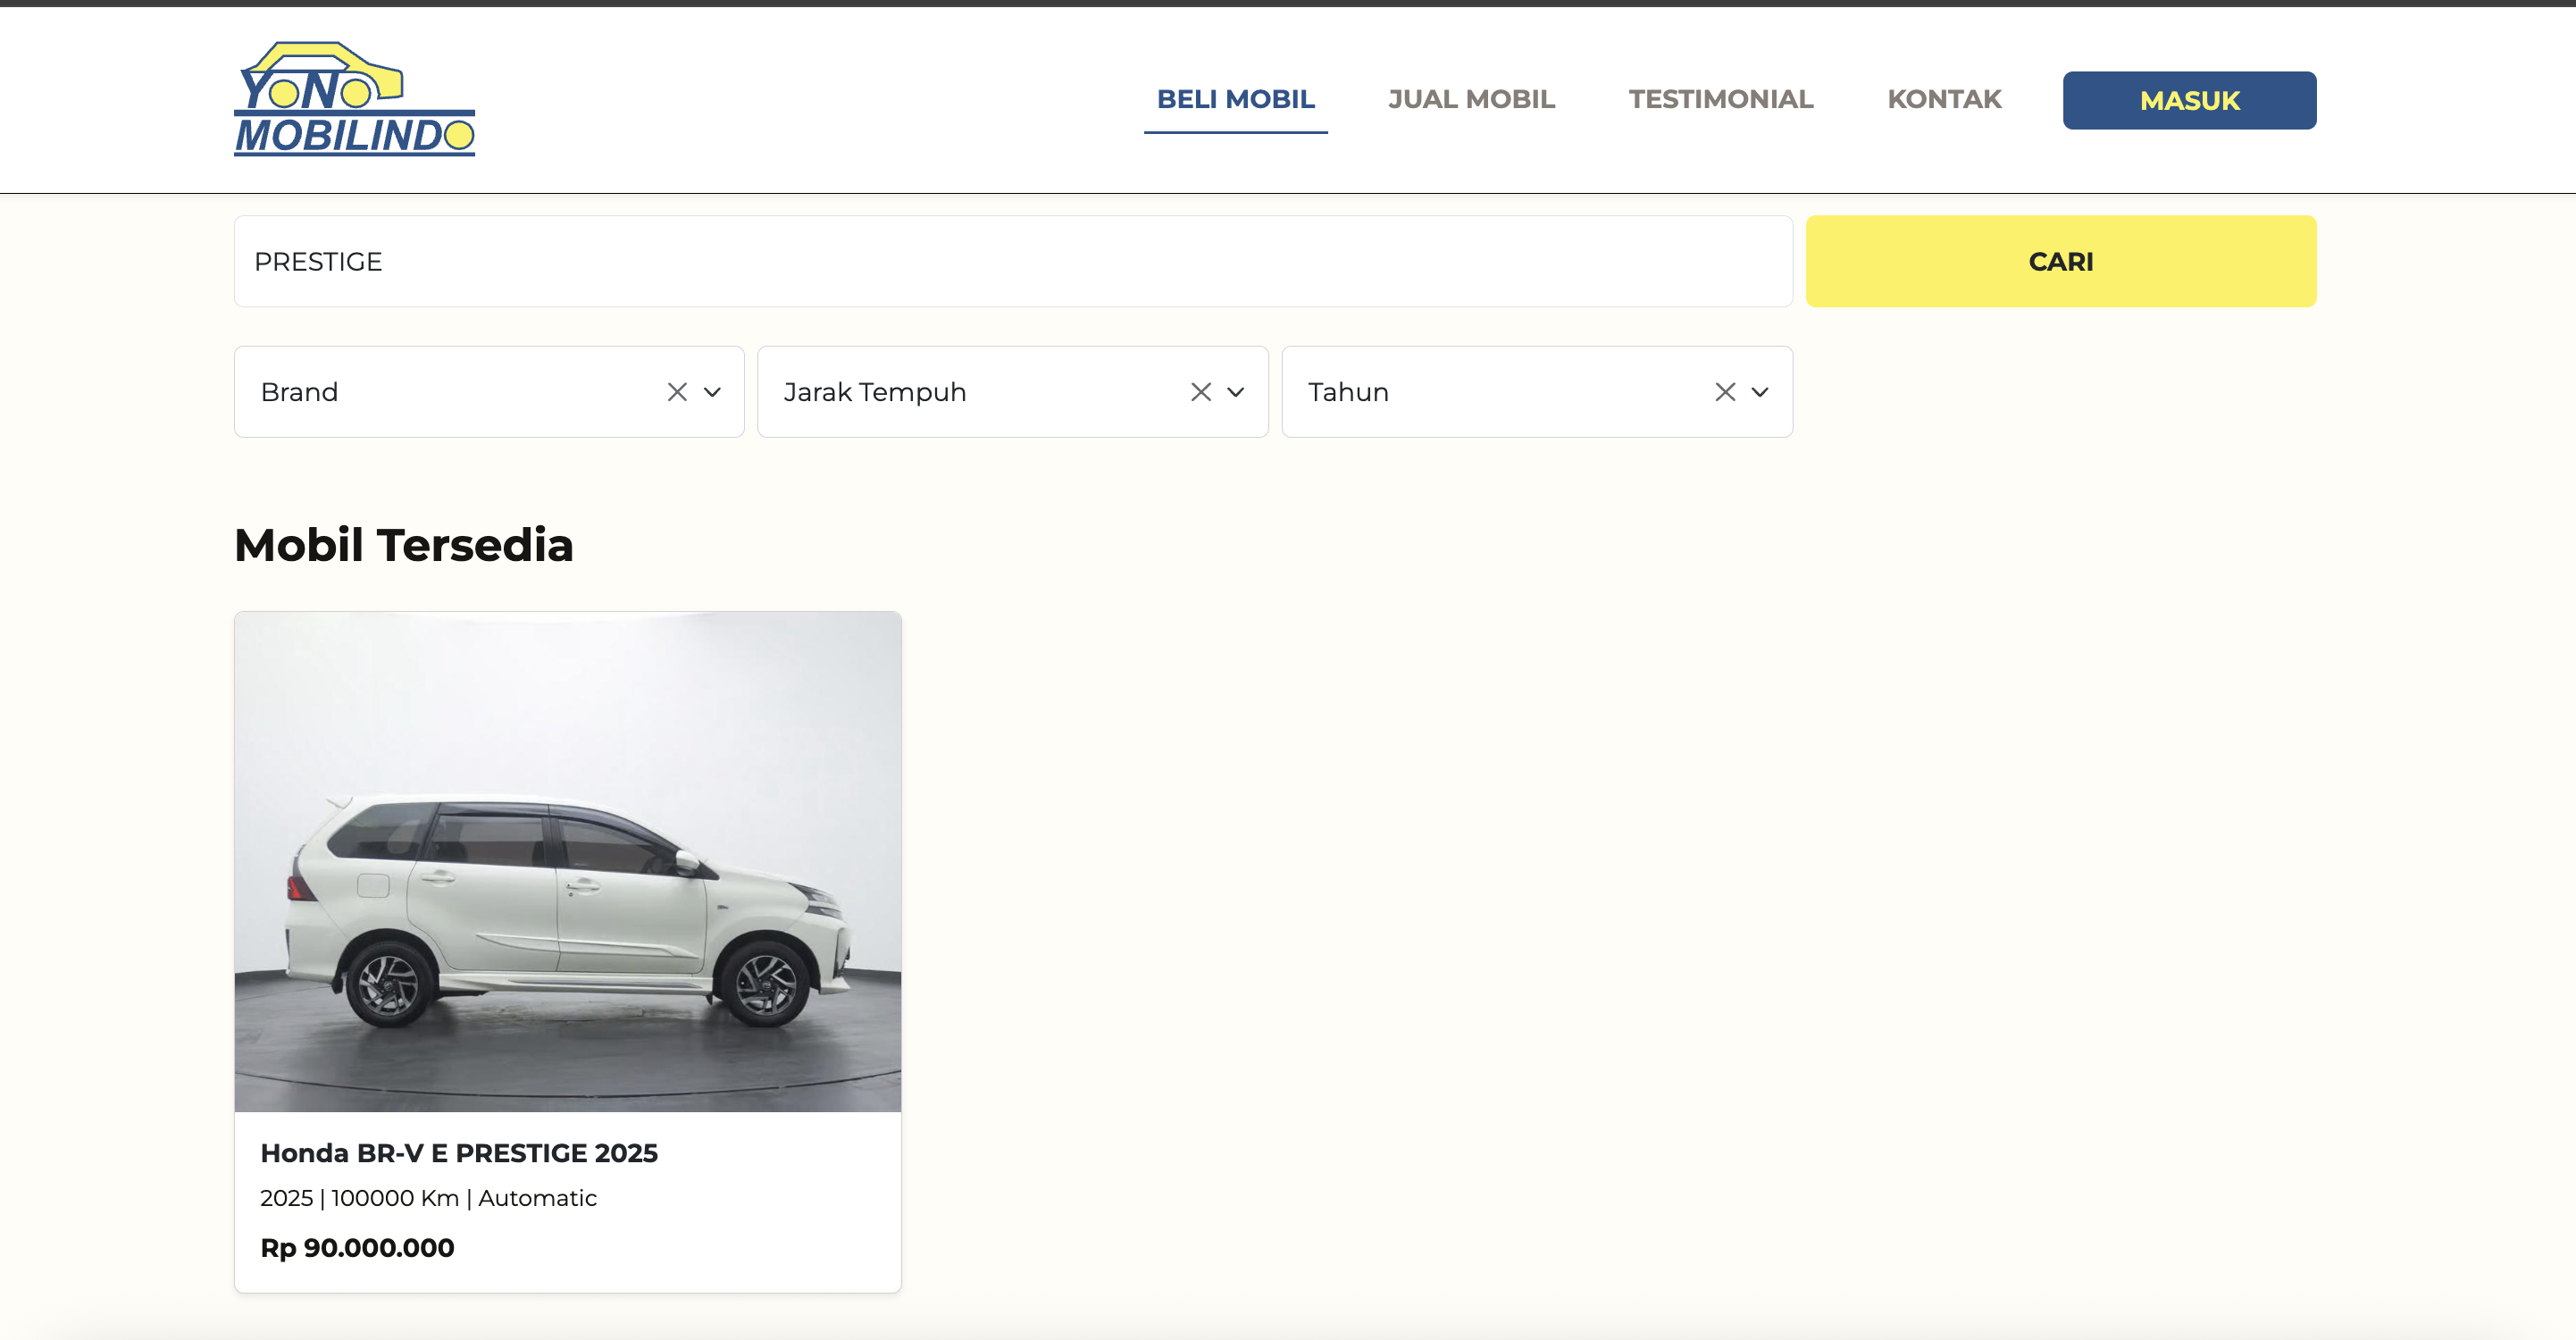 YONO
MOBILINDO
BELI MOBIL
JUAL MOBIL
TESTIMONIAL
KONTAK
MASUK
PRESTIGE
CARI
Brand
Jarak Tempuh
Tahun
Mobil Tersedia
Honda BR-V E PRESTIGE 2025
2025 | 100000 Km | Automatic
Rp 90.000.000